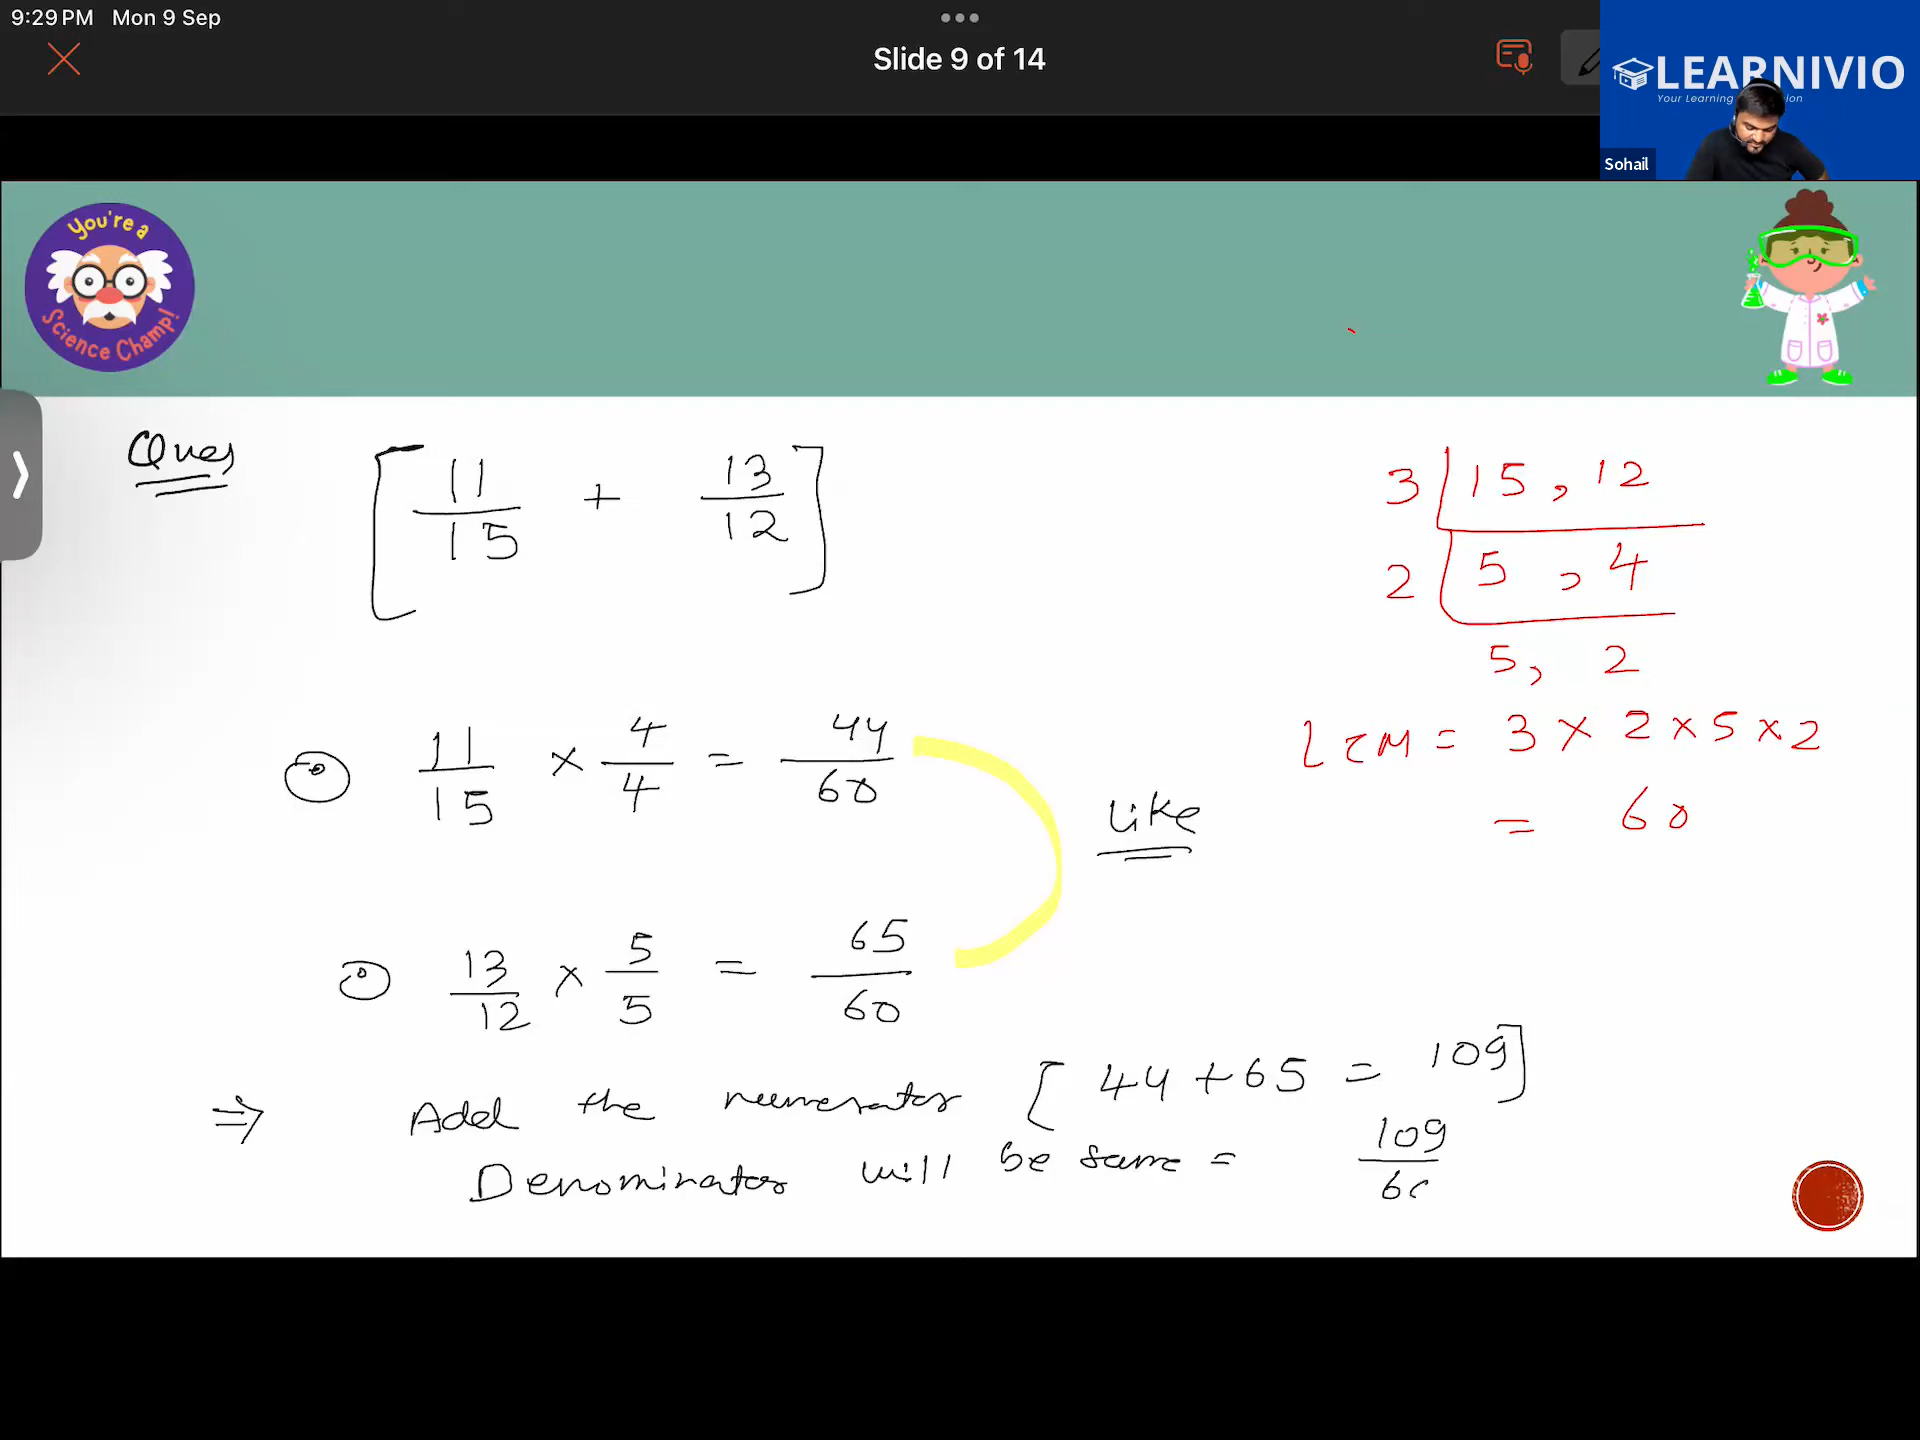 9:29 PM Mon 9 Sep
Slide 9 of 14
LEARNIVIO
Your Learning
Sohail
You're a
Science Champ!
Ques [ 11/15 + 13/12 ]
3 | 15, 12
2 | 5, 4
5, 2
LCM = 3 × 2 × 5 × 2
= 60
11/15 × 4/4 = 44/60
Like
13/12 × 5/5 = 65/60
⇒ Add the numerator [ 44 + 65 = 109 ]
Denominator will be same = 109/60